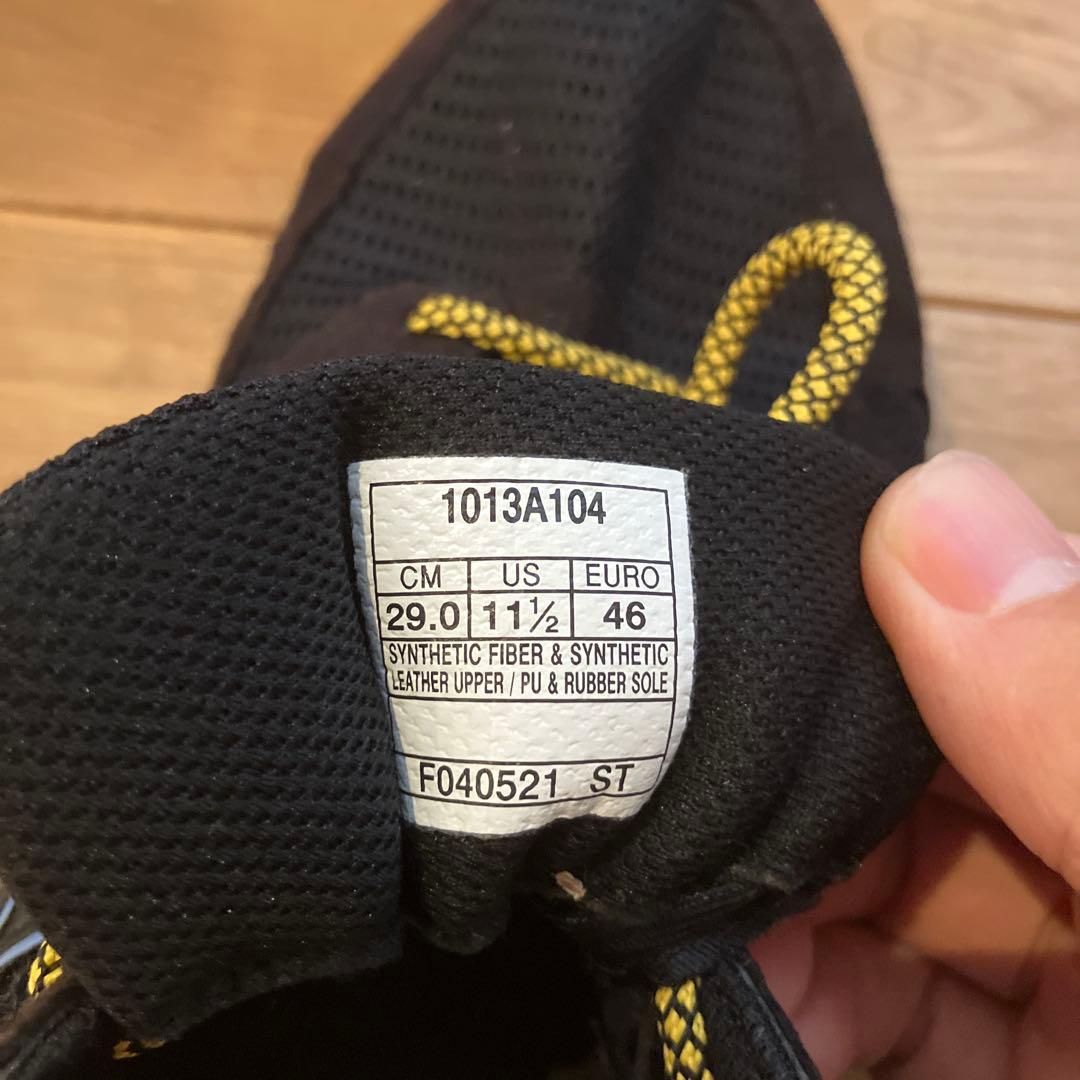 1013A104
CM US EURO
29.0 11½ 46
SYNTHETIC FIBER & SYNTHETIC
LEATHER UPPER / PU & RUBBER SOLE
F040521 ST